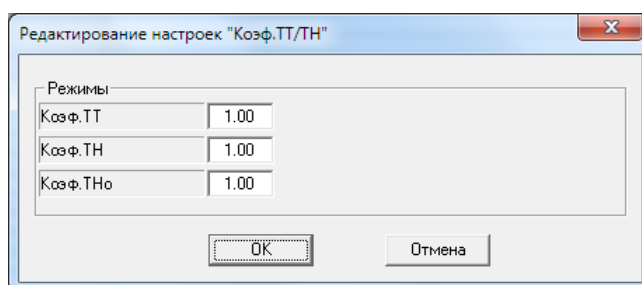 Редактирование настроек "Коэф.ТТ/ТН"
Режимы
Коэф.ТТ 1.00
Коэф.ТН 1.00
Коэф.ТНо 1.00
OK Отмена